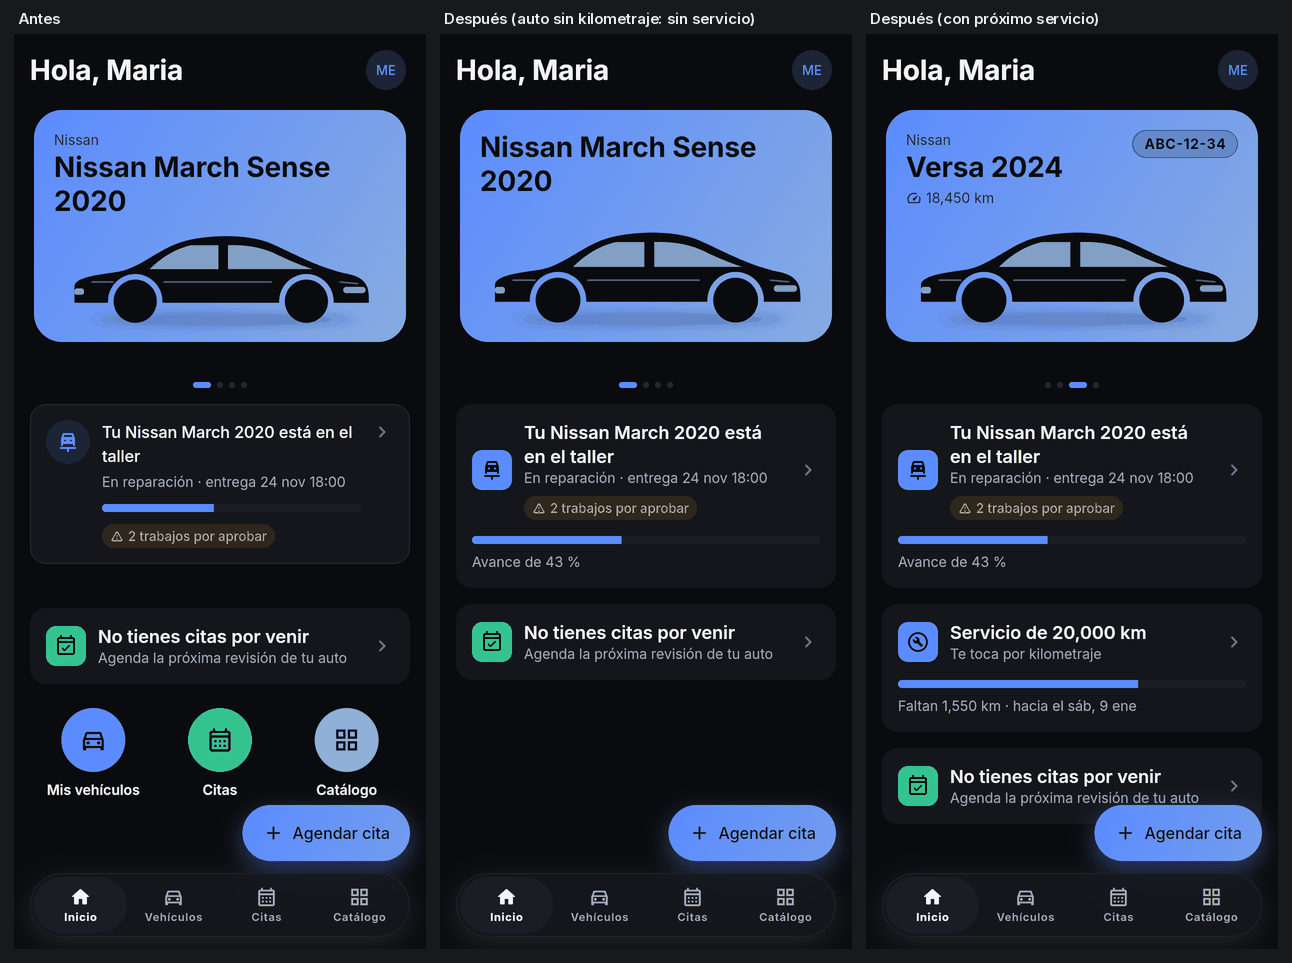 Antes
Hola, Maria
ME
Nissan
Nissan March Sense
2020
Tu Nissan March 2020 está en el
taller
En reparación · entrega 24 nov 18:00
2 trabajos por aprobar
No tienes citas por venir
Agenda la próxima revisión de tu auto
Mis vehículos
Citas
Catálogo
+ Agendar cita
Inicio
Vehículos
Citas
Catálogo
Después (auto sin kilometraje: sin servicio)
Hola, Maria
ME
Nissan March Sense
2020
Tu Nissan March 2020 está
en el taller
En reparación · entrega 24 nov 18:00
2 trabajos por aprobar
Avance de 43 %
No tienes citas por venir
Agenda la próxima revisión de tu auto
+ Agendar cita
Inicio
Vehículos
Citas
Catálogo
Después (con próximo servicio)
Hola, Maria
ME
Nissan
ABC-12-34
Versa 2024
18,450 km
Tu Nissan March 2020 está
en el taller
En reparación · entrega 24 nov 18:00
2 trabajos por aprobar
Avance de 43 %
Servicio de 20,000 km
Te toca por kilometraje
Faltan 1,550 km · hacia el sáb, 9 ene
No tienes citas por venir
Agenda la próxima revisión de tu auto
+ Agendar cita
Inicio
Vehículos
Citas
Catálogo